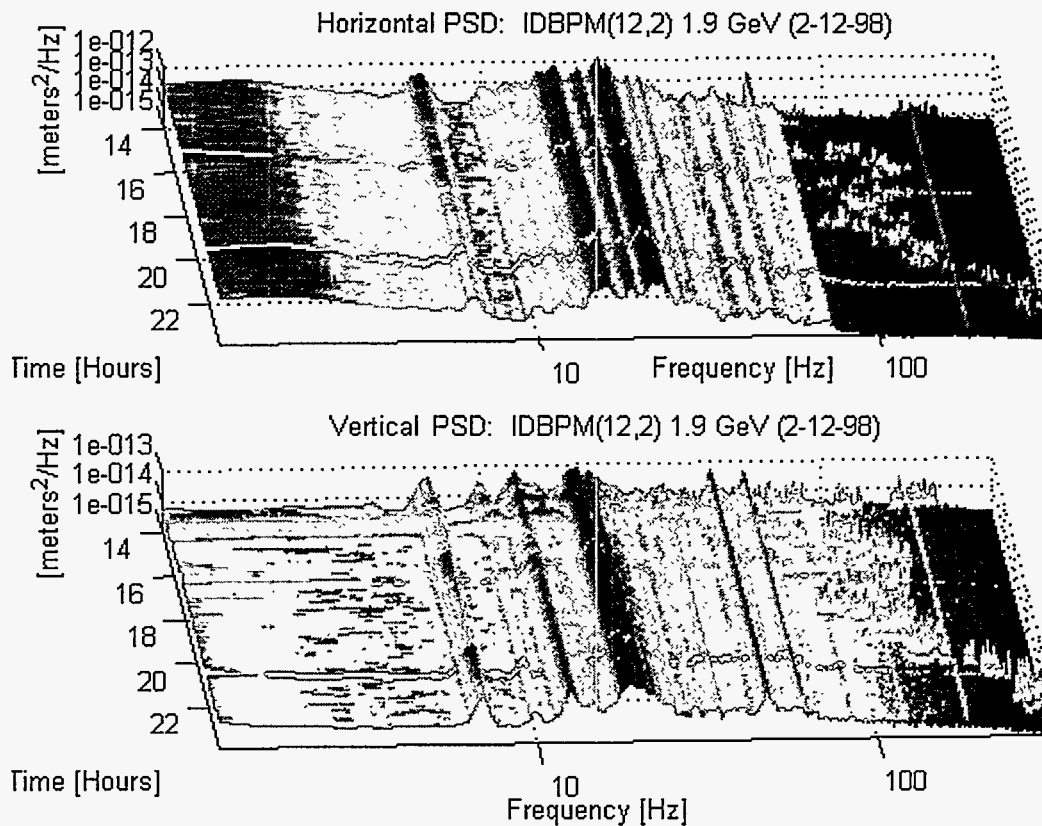 Horizontal PSD: IDBPM(12,2) 1.9 GeV (2-12-98)
1e-012
1e-013
1e-014
1e-015
[meters²/Hz]
14
16
18
20
22
Time [Hours]
10
Frequency [Hz]
100
Vertical PSD: IDBPM(12,2) 1.9 GeV (2-12-98)
1e-013
1e-014
1e-015
[meters²/Hz]
14
16
18
20
22
Time [Hours]
10
100
Frequency [Hz]